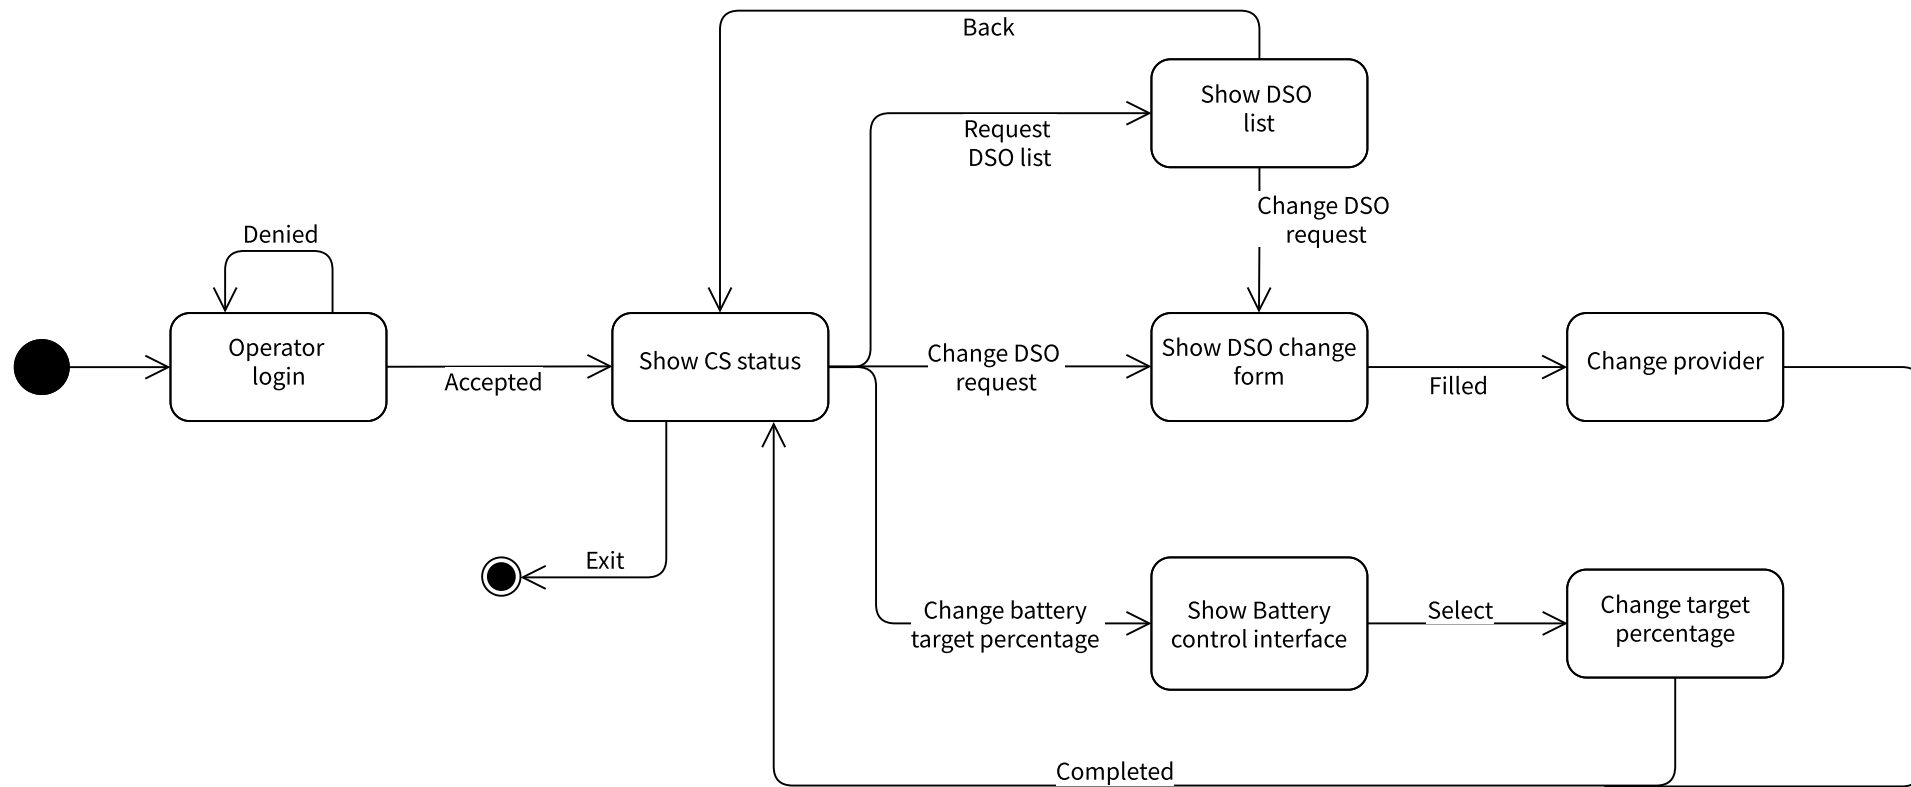 Back
Show DSO
list
Request
DSO list
Change DSO
request
Denied
Operator
login
Accepted
Show CS status
Change DSO
request
Show DSO change
form
Filled
Change provider
Exit
Change battery
target percentage
Show Battery
control interface
Select
Change target
percentage
Completed